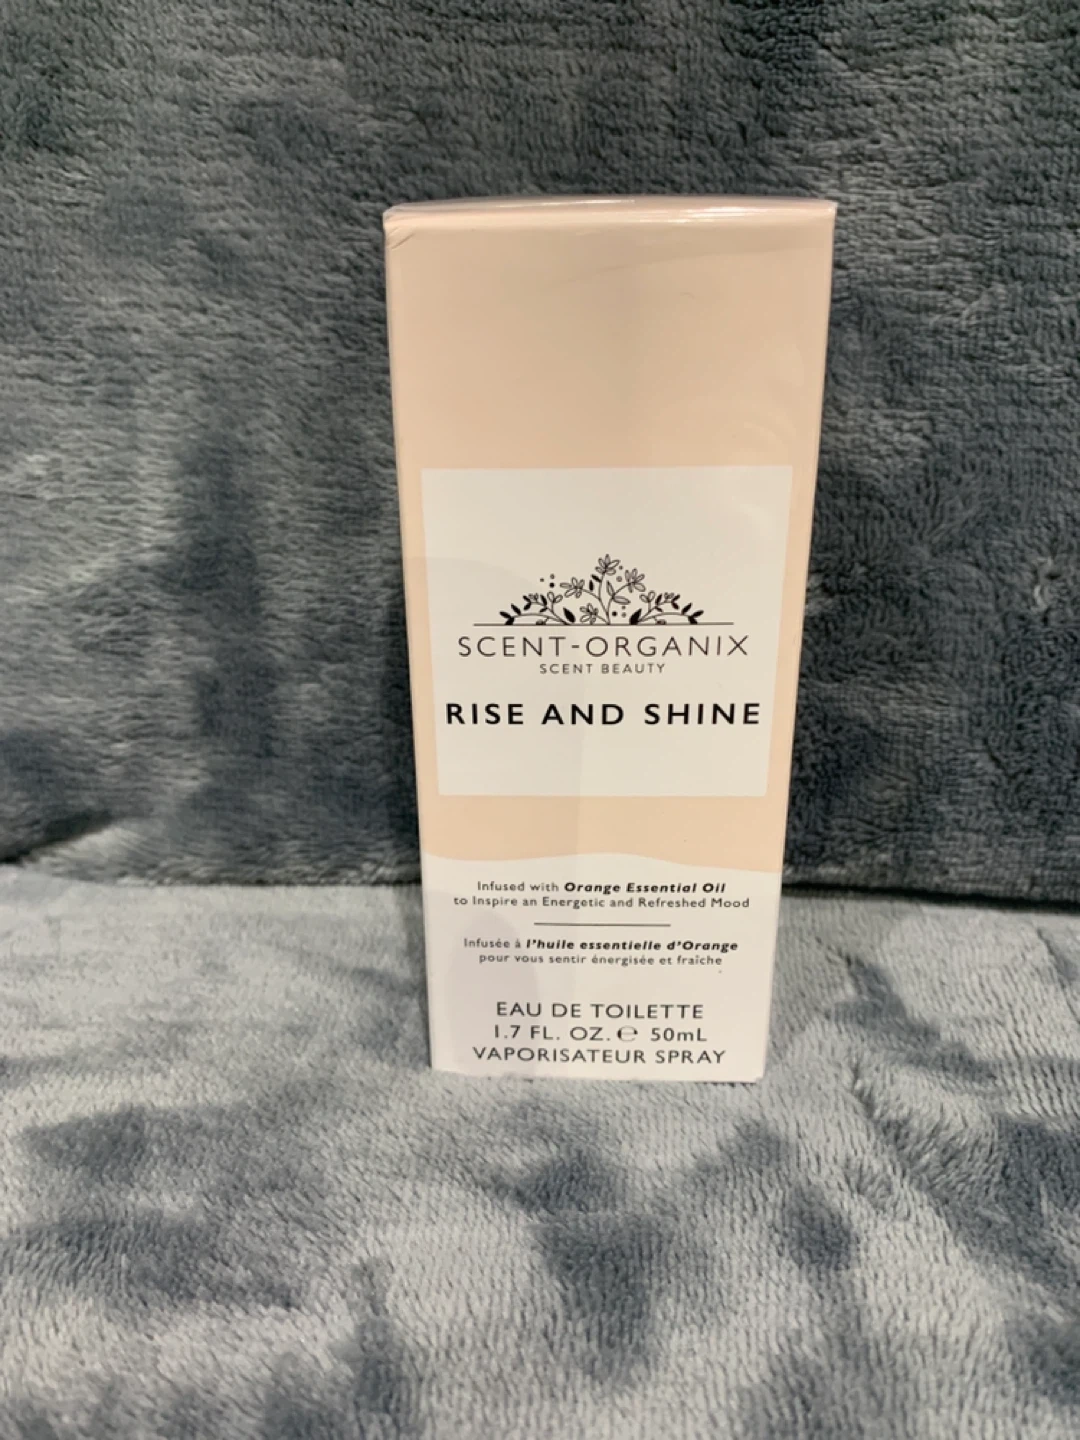 SCENT-ORGANIX
SCENT BEAUTY
RISE AND SHINE
Infused with Orange Essential Oil
to Inspire an Energetic and Refreshed Mood
Infusée à l'huile essentielle d'Orange
pour vous sentir énergisée et fraîche
EAU DE TOILETTE
1.7 FL. OZ. ℮ 50mL
VAPORISATEUR SPRAY